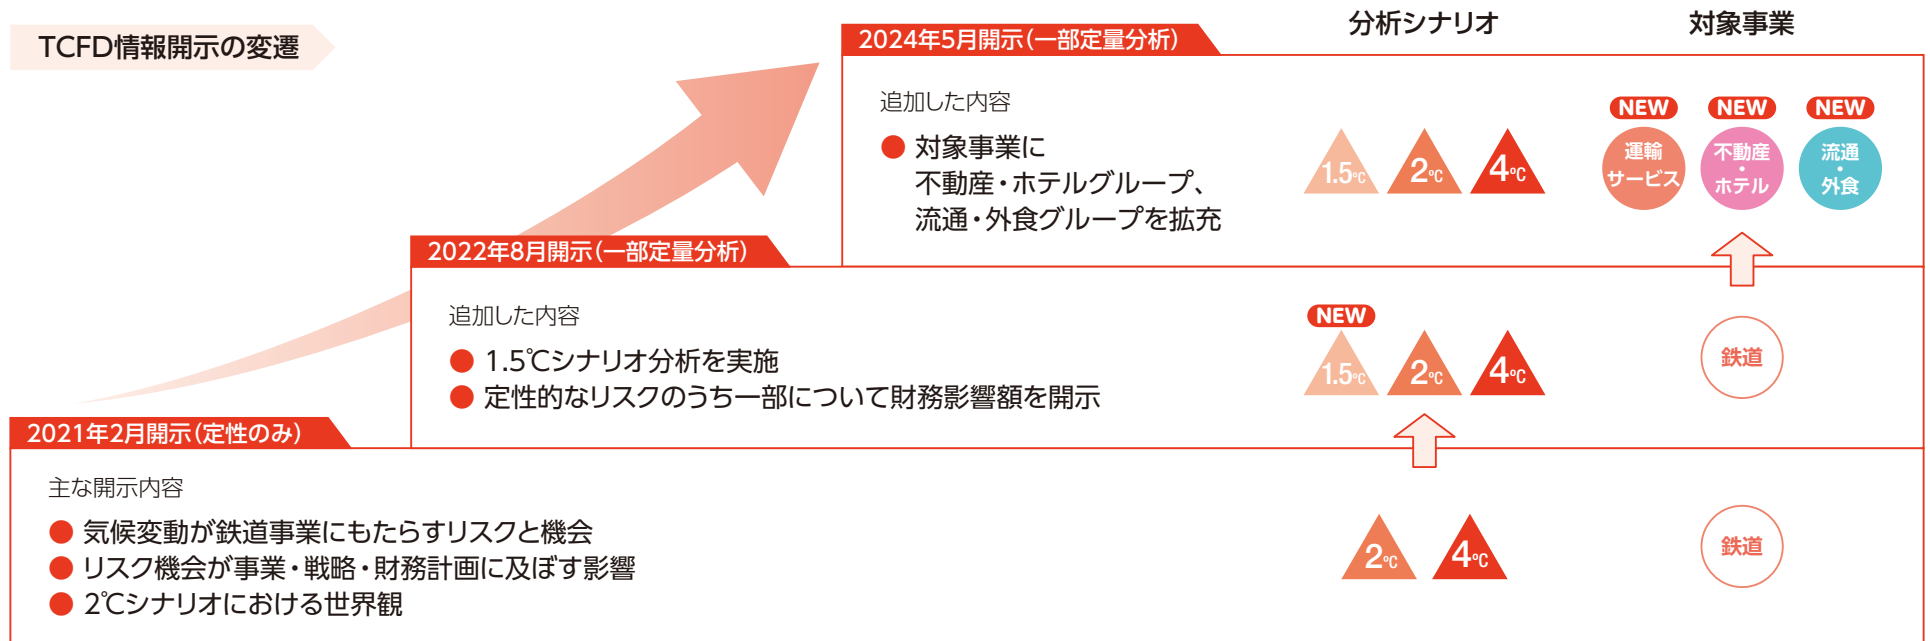 TCFD情報開示の変遷
分析シナリオ
対象事業
2024年5月開示（一部定量分析）
追加した内容
● 対象事業に
不動産・ホテルグループ、
流通・外食グループを拡充
1.5℃
2℃
4℃
NEW
運輸
サービス
NEW
不動産
・
ホテル
NEW
流通
・
外食
2022年8月開示（一部定量分析）
追加した内容
● 1.5℃シナリオ分析を実施
● 定性的なリスクのうち一部について財務影響額を開示
NEW
1.5℃
2℃
4℃
鉄道
2021年2月開示（定性のみ）
主な開示内容
● 気候変動が鉄道事業にもたらすリスクと機会
● リスク機会が事業・戦略・財務計画に及ぼす影響
● 2℃シナリオにおける世界観
2℃
4℃
鉄道